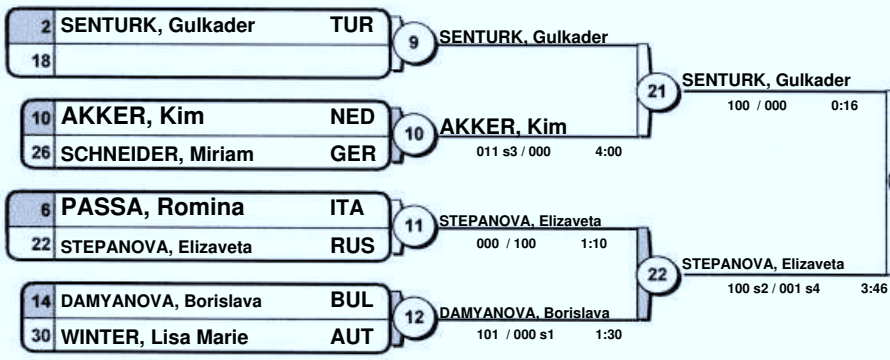 2 SENTURK, Gulkader TUR
18
9
SENTURK, Gulkader
10 AKKER, Kim NED
26 SCHNEIDER, Miriam GER
10
AKKER, Kim
011 s3 / 000 4:00
21
SENTURK, Gulkader
100 / 000 0:16
6 PASSA, Romina ITA
22 STEPANOVA, Elizaveta RUS
11
STEPANOVA, Elizaveta
000 / 100 1:10
14 DAMYANOVA, Borislava BUL
30 WINTER, Lisa Marie AUT
12
DAMYANOVA, Borislava
101 / 000 s1 1:30
22
STEPANOVA, Elizaveta
100 s2 / 001 s4 3:46